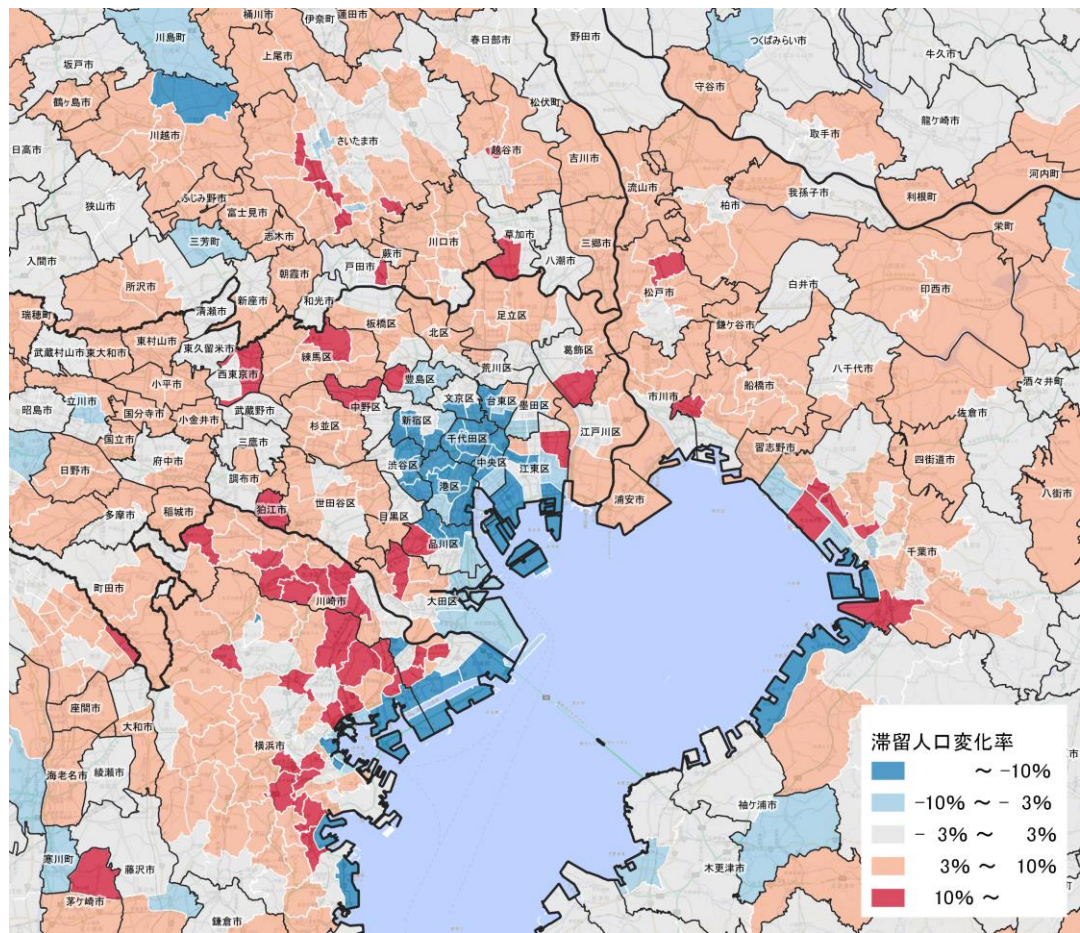 桶川市
伊奈町
蓮田市
川島町
上尾市
春日部市
野田市
つくばみらい市
牛久市
坂戸市
守谷市
鶴ヶ島市
松伏町
龍ケ崎市
川越市
さいたま市
越谷市
取手市
日高市
吉川市
河内町
ふじみ野市
流山市
我孫子市
利根町
狭山市
富士見市
柏市
栄町
三芳町
志木市
川口市
草加市
三郷市
入間市
蕨市
戸田市
八潮市
朝霞市
松戸市
白井市
印西市
所沢市
新座市
和光市
足立区
瑞穂町
清瀬市
板橋区
北区
鎌ケ谷市
東村山市
東久留米市
武蔵村山市
東大和市
練馬区
葛飾区
西東京市
荒川区
小平市
豊島区
船橋市
八千代市
酒々井町
立川市
文京区
台東区
墨田区
市川市
昭島市
国分寺市
小金井市
武蔵野市
中野区
新宿区
佐倉市
国立市
杉並区
千代田区
江戸川区
三鷹市
習志野市
日野市
府中市
渋谷区
中央区
江東区
四街道市
調布市
港区
多摩市
稲城市
狛江市
世田谷区
目黒区
浦安市
八街市
品川区
千葉市
町田市
川崎市
大田区
座間市
大和市
横浜市
海老名市
綾瀬市
袖ケ浦市
寒川町
藤沢市
木更津市
茅ケ崎市
鎌倉市
滞留人口変化率
～ -10%
-10% ～ - 3%
- 3% ～ 3%
3% ～ 10%
10% ～